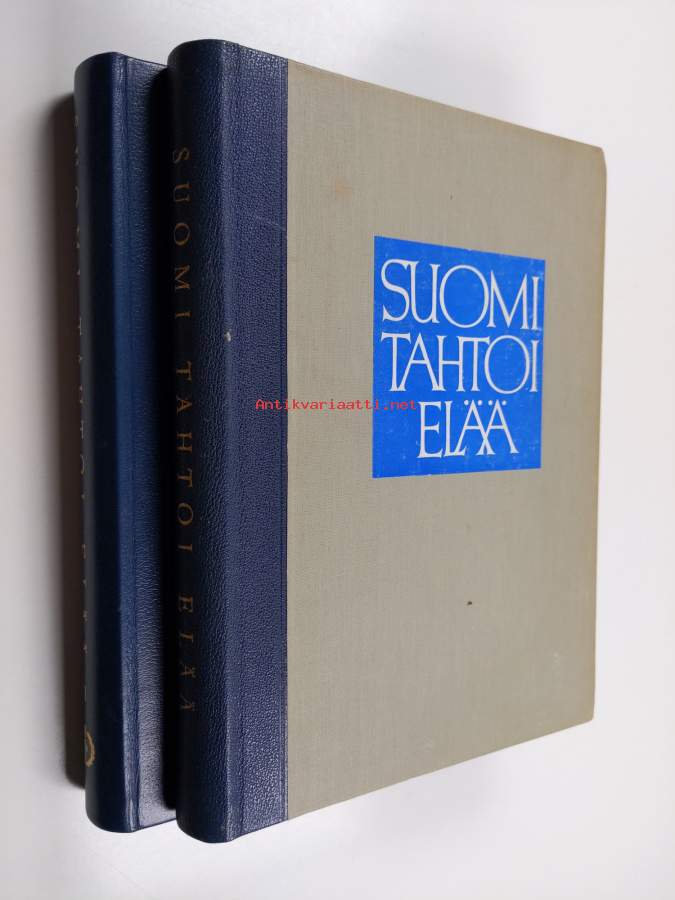 SUOMI TAHTOI ELÄÄ
SUOMI
TAHTOI
ELÄÄ
Antikvariaatti.net